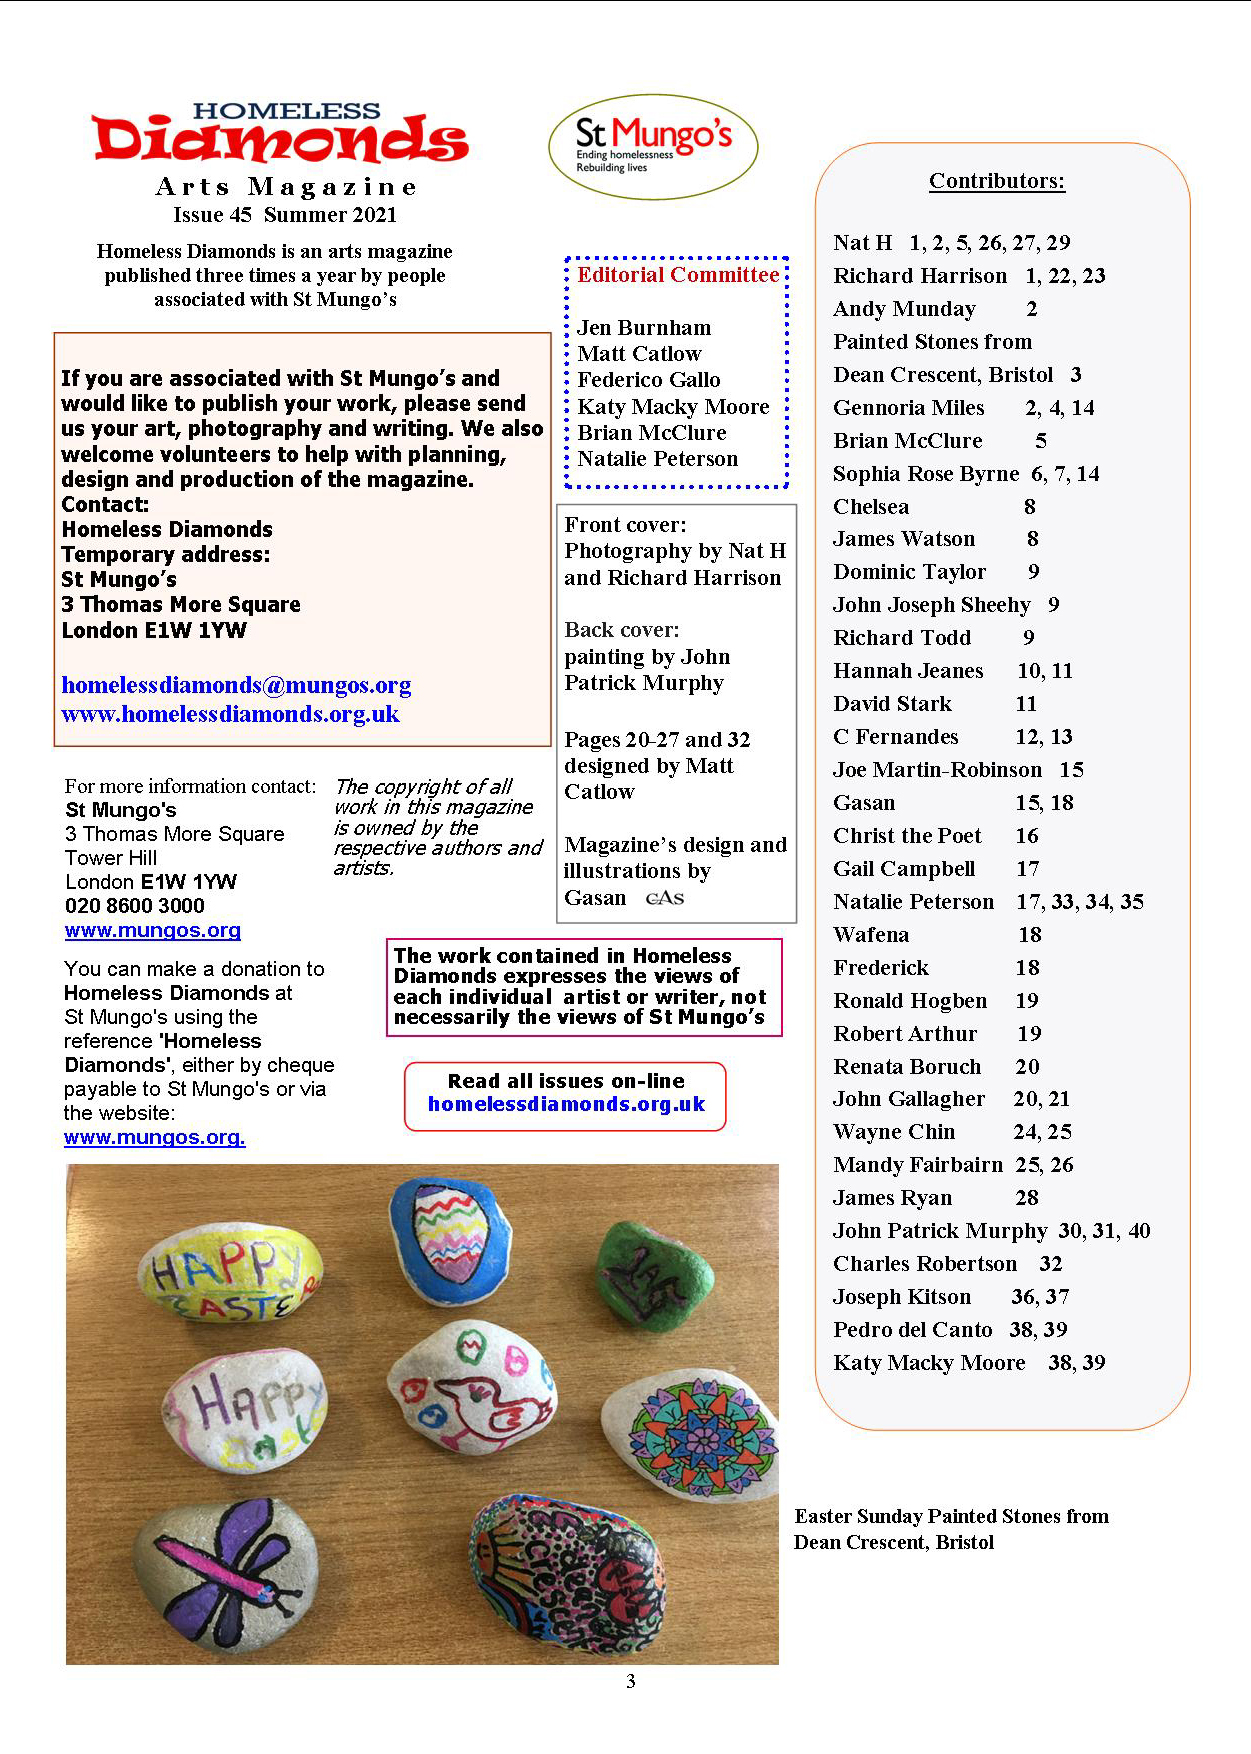 HOMELESS
Diamonds
Arts Magazine
Issue 45 Summer 2021
Homeless Diamonds is an arts magazine
published three times a year by people
associated with St Mungo's
If you are associated with St Mungo's and
would like to publish your work, please send
us your art, photography and writing. We also
welcome volunteers to help with planning,
design and production of the magazine.
Contact:
Homeless Diamonds
Temporary address:
St Mungo's
3 Thomas More Square
London E1W 1YW
homelessdiamonds@mungos.org
www.homelessdiamonds.org.uk
For more information contact:
St Mungo's
3 Thomas More Square
Tower Hill
London E1W 1YW
020 8600 3000
www.mungos.org
You can make a donation to
Homeless Diamonds at
St Mungo's using the
reference 'Homeless
Diamonds', either by cheque
payable to St Mungo's or via
the website:
www.mungos.org.
The copyright of all
work in this magazine
is owned by the
respective authors and
artists.
St Mungo's
Ending homelessness
Rebuilding lives
Editorial Committee
Jen Burnham
Matt Catlow
Federico Gallo
Katy Macky Moore
Brian McClure
Natalie Peterson
Front cover:
Photography by Nat H
and Richard Harrison
Back cover:
painting by John
Patrick Murphy
Pages 20-27 and 32
designed by Matt
Catlow
Magazine's design and
illustrations by
Gasan GAS
The work contained in Homeless
Diamonds expresses the views of
each individual artist or writer, not
necessarily the views of St Mungo's
Read all issues on-line
homelessdiamonds.org.uk
Contributors:
Nat H 1, 2, 5, 26, 27, 29
Richard Harrison 1, 22, 23
Andy Munday 2
Painted Stones from
Dean Crescent, Bristol 3
Gennoria Miles 2, 4, 14
Brian McClure 5
Sophia Rose Byrne 6, 7, 14
Chelsea 8
James Watson 8
Dominic Taylor 9
John Joseph Sheehy 9
Richard Todd 9
Hannah Jeanes 10, 11
David Stark 11
C Fernandes 12, 13
Joe Martin-Robinson 15
Gasan 15, 18
Christ the Poet 16
Gail Campbell 17
Natalie Peterson 17, 33, 34, 35
Wafena 18
Frederick 18
Ronald Hogben 19
Robert Arthur 19
Renata Boruch 20
John Gallagher 20, 21
Wayne Chin 24, 25
Mandy Fairbairn 25, 26
James Ryan 28
John Patrick Murphy 30, 31, 40
Charles Robertson 32
Joseph Kitson 36, 37
Pedro del Canto 38, 39
Katy Macky Moore 38, 39
HAPPY
EASTER
HAPPY
Easte
dean
crescent
Easter Sunday Painted Stones from
Dean Crescent, Bristol
3